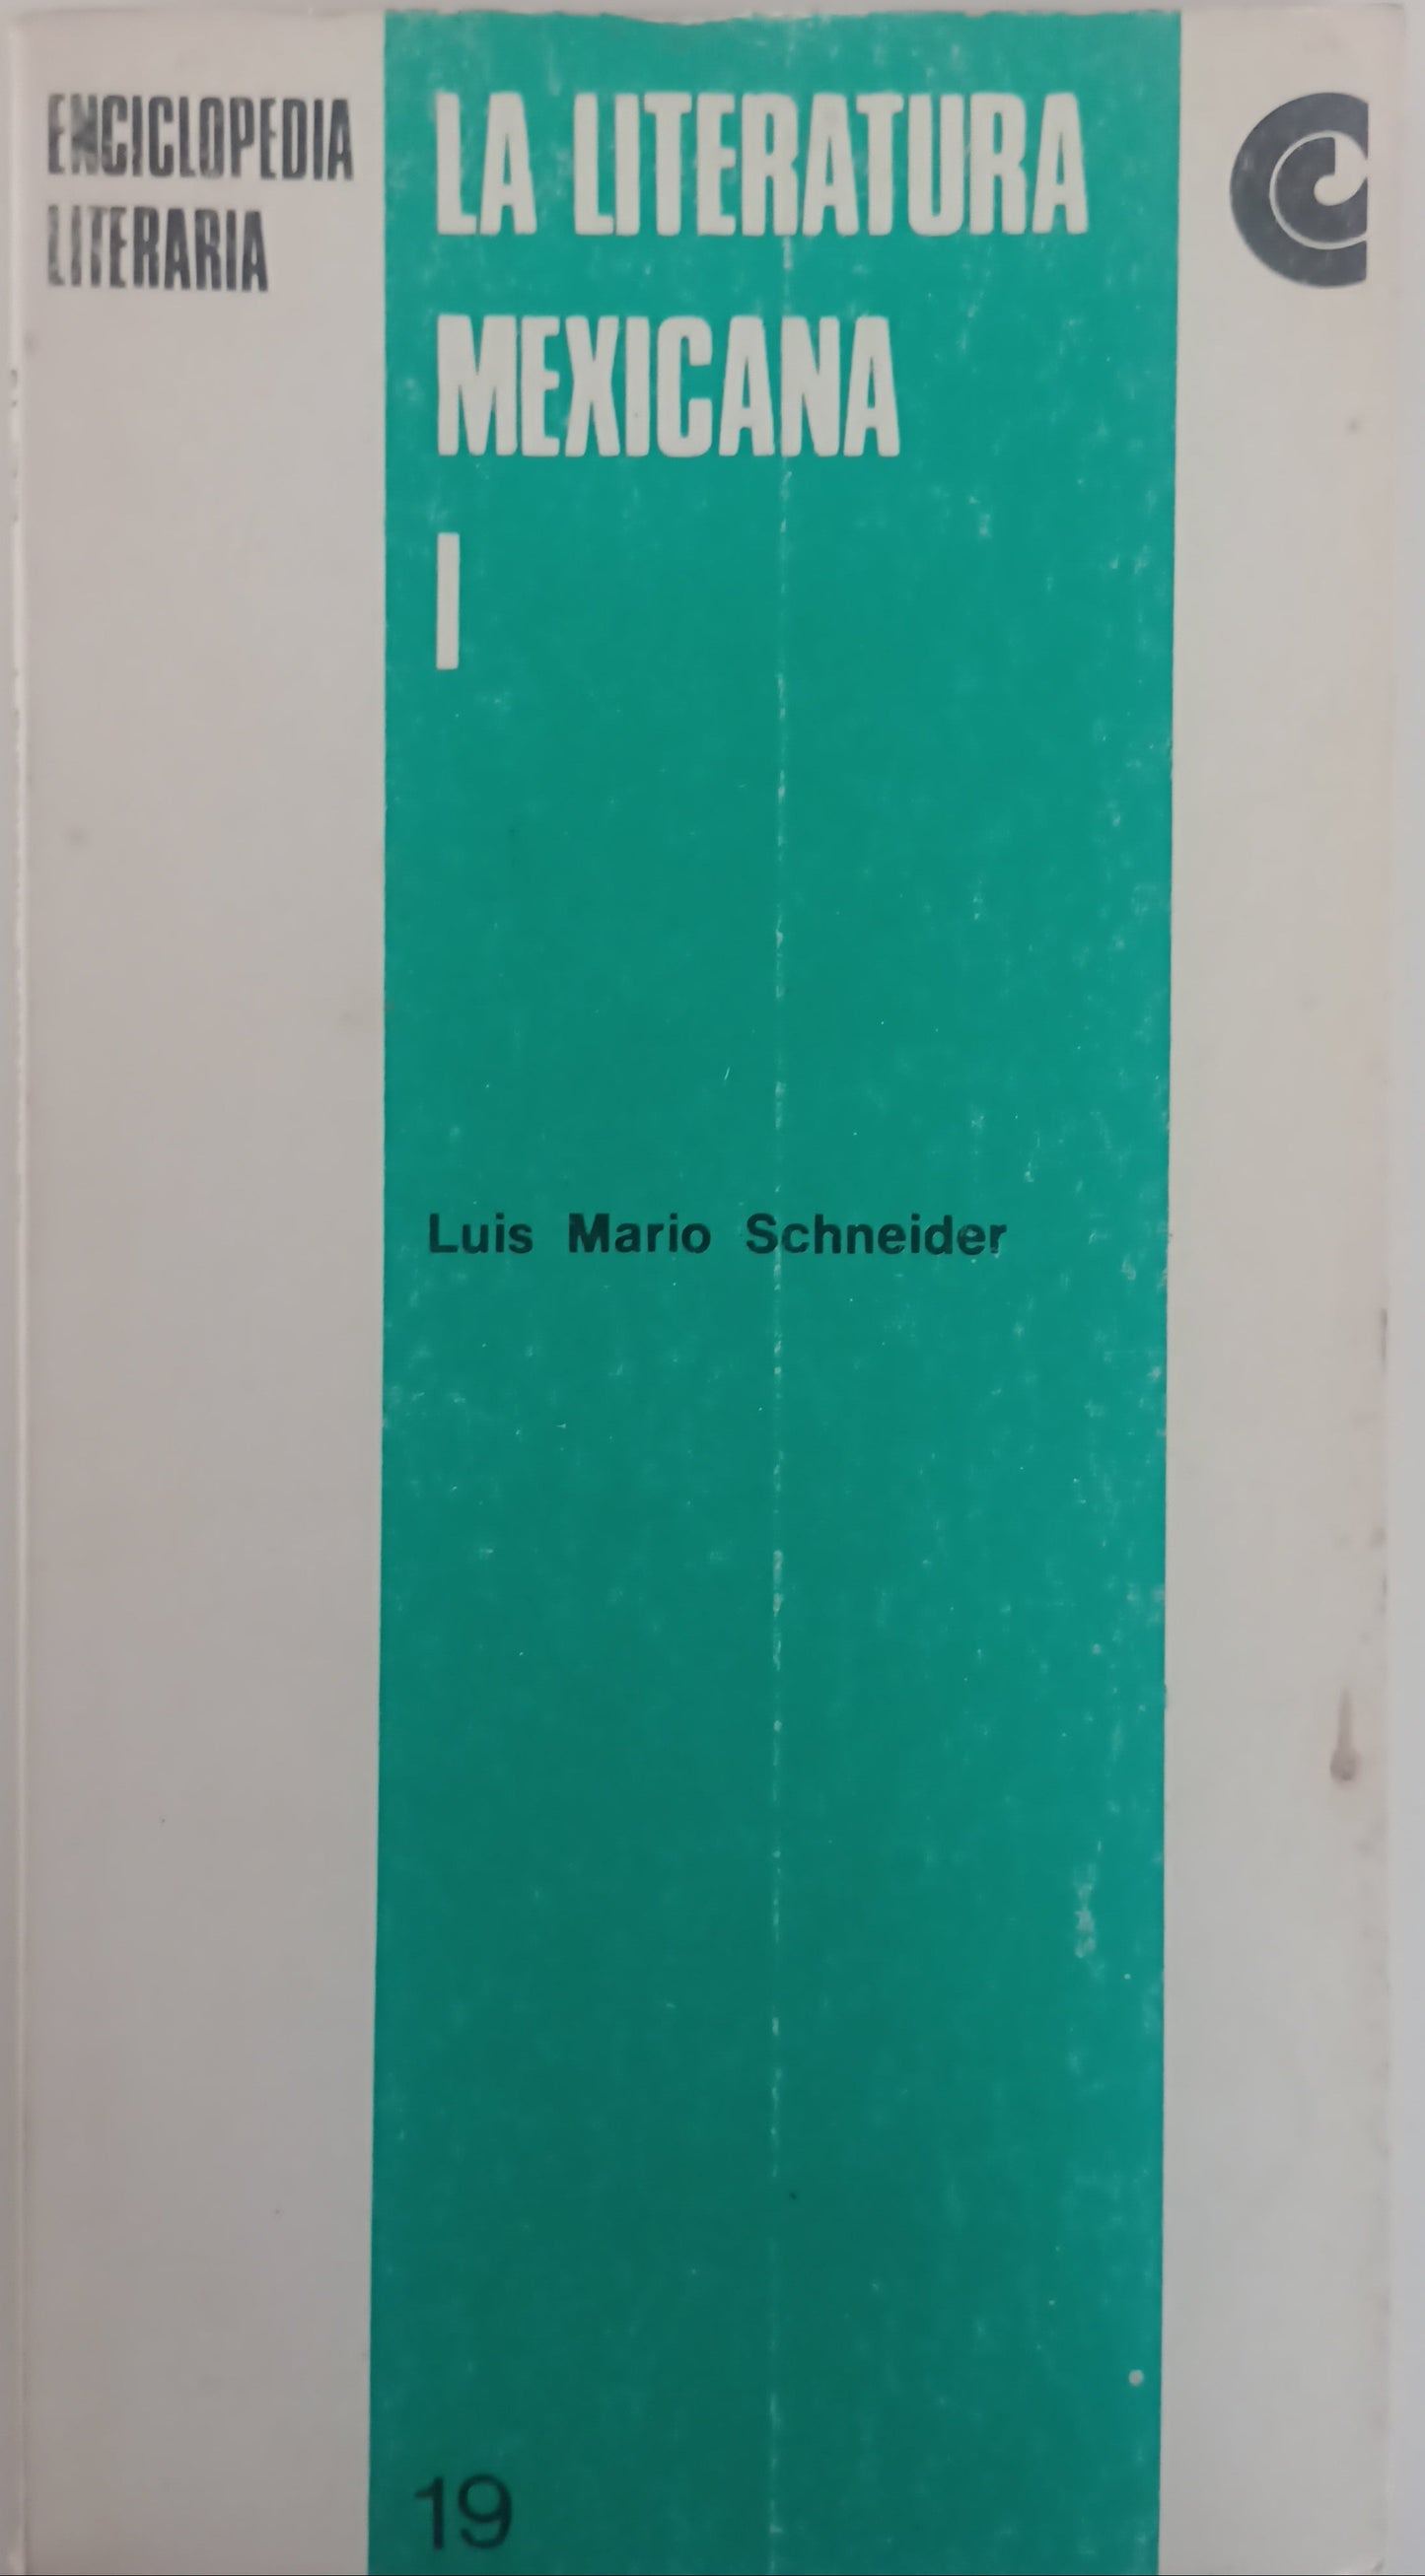 ENCICLOPEDIA
LITERARIA
LA LITERATURA
MEXICANA
I
Luis Mario Schneider
19